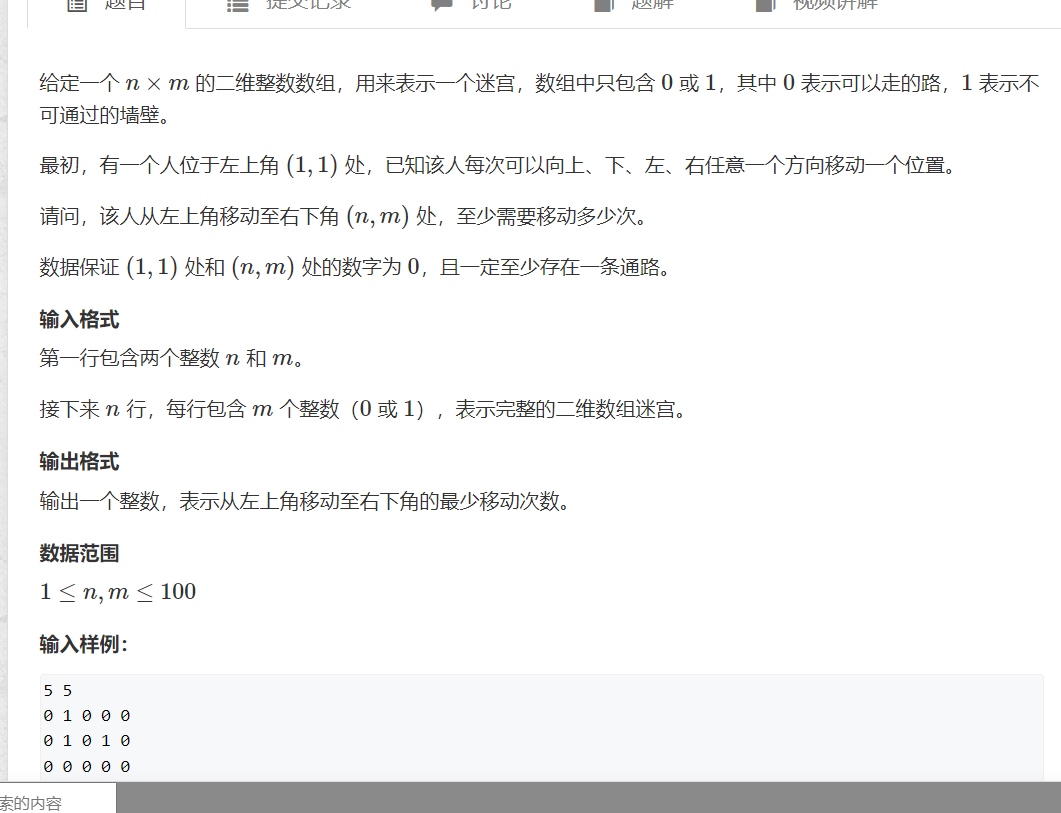 题目 提交记录 讨论 题解 视频讲解
给定一个 n × m 的二维整数数组，用来表示一个迷宫，数组中只包含 0 或 1，其中 0 表示可以走的路，1 表示不
可通过的墙壁。
最初，有一个人位于左上角 (1, 1) 处，已知该人每次可以向上、下、左、右任意一个方向移动一个位置。
请问，该人从左上角移动至右下角 (n, m) 处，至少需要移动多少次。
数据保证 (1, 1) 处和 (n, m) 处的数字为 0，且一定至少存在一条通路。
输入格式
第一行包含两个整数 n 和 m。
接下来 n 行，每行包含 m 个整数（0 或 1），表示完整的二维数组迷宫。
输出格式
输出一个整数，表示从左上角移动至右下角的最少移动次数。
数据范围
1 ≤ n, m ≤ 100
输入样例：
5 5
0 1 0 0 0
0 1 0 1 0
0 0 0 0 0
索的内容